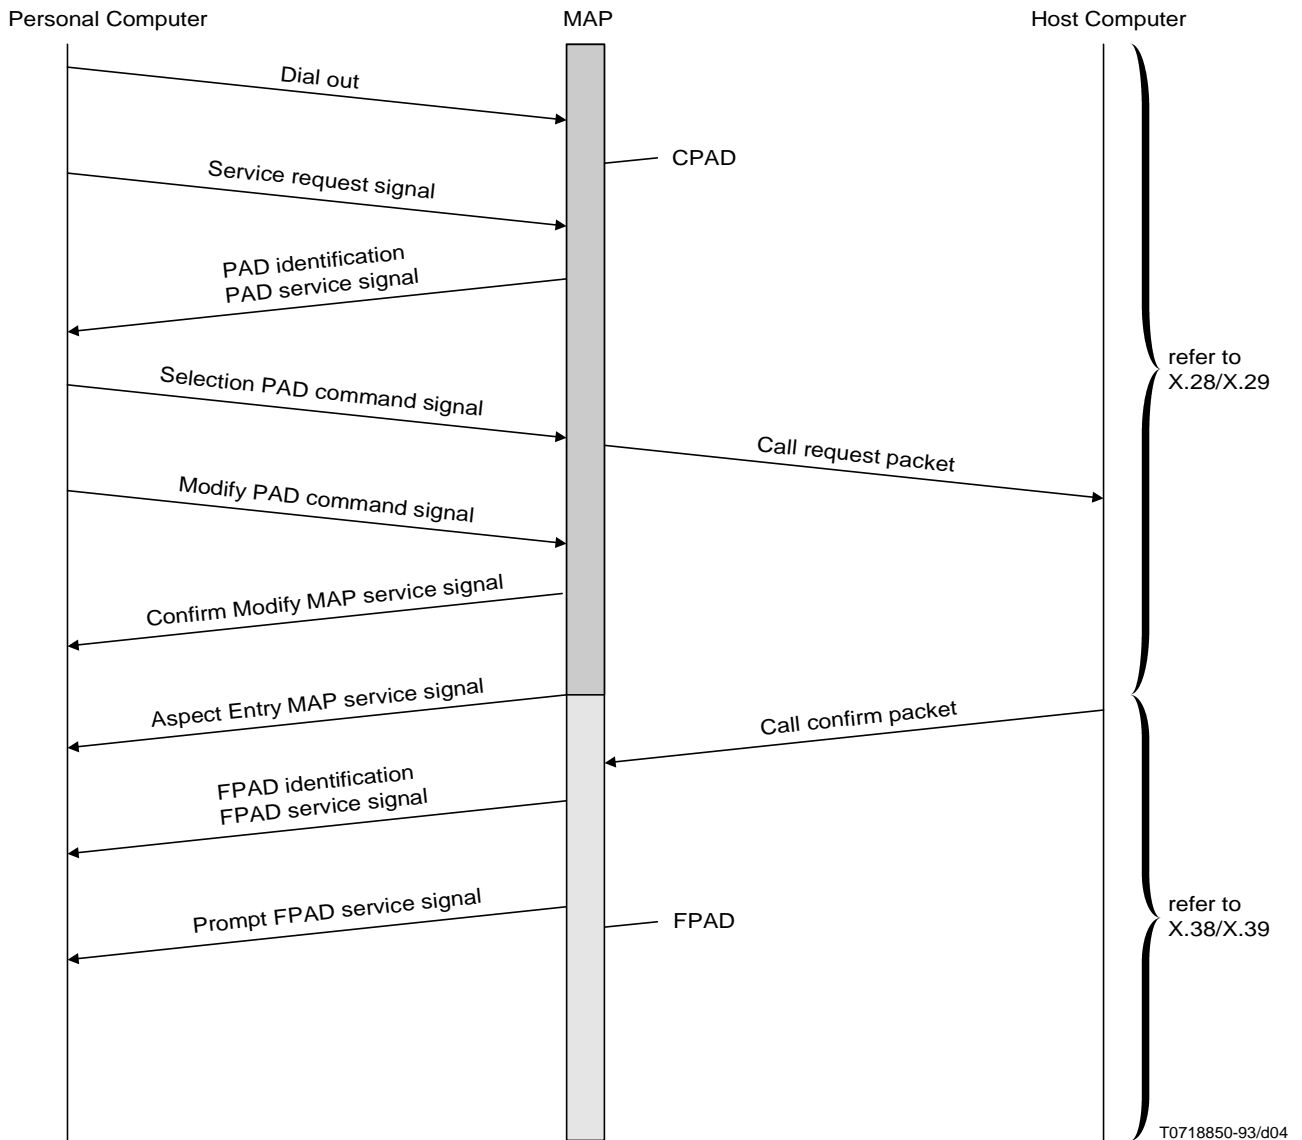 Personal Computer
MAP
Host Computer
Dial out
CPAD
Service request signal
PAD identification
PAD service signal
refer to
X.28/X.29
Selection PAD command signal
Call request packet
Modify PAD command signal
Confirm Modify MAP service signal
Aspect Entry MAP service signal
Call confirm packet
FPAD identification
FPAD service signal
Prompt FPAD service signal
FPAD
refer to
X.38/X.39
T0718850-93/d04